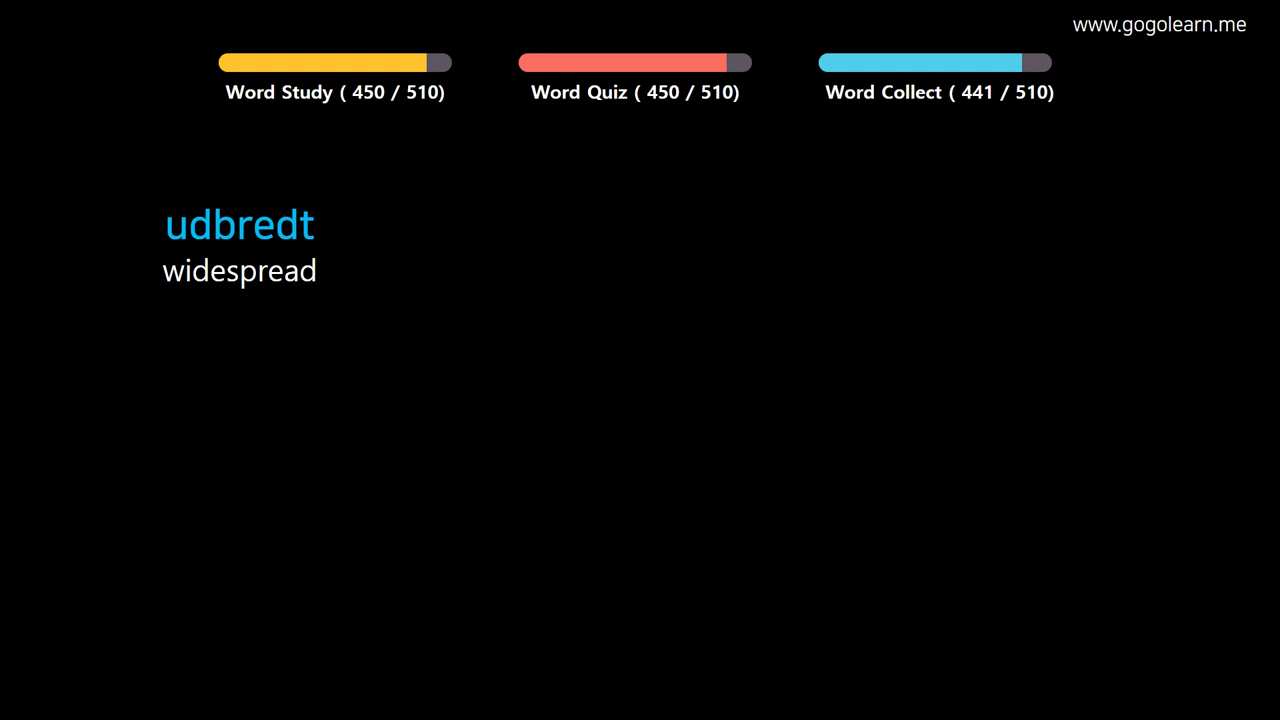 www.gogolearn.me
Word Study ( 450 / 510)
Word Quiz ( 450 / 510)
Word Collect ( 441 / 510)
udbredt
widespread